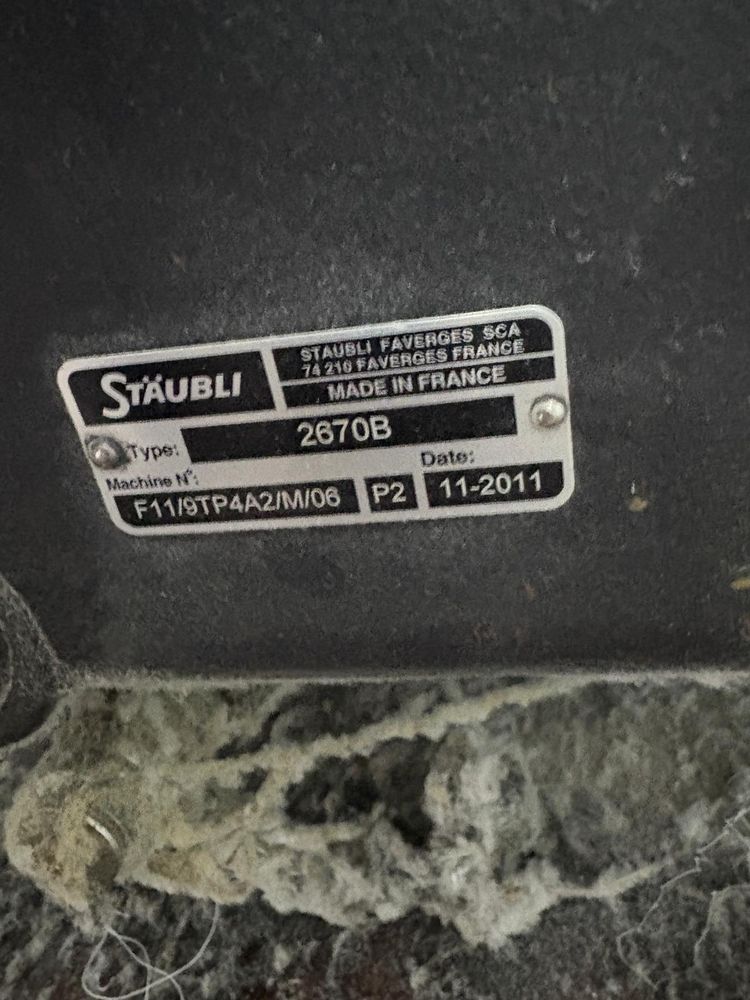 STÄUBLI
STAUBLI FAVERGES SCA
74 210 FAVERGES FRANCE
MADE IN FRANCE
Type: 2670B
Machine N°: Date:
F11/9TP4A2/M/06 P2 11-2011